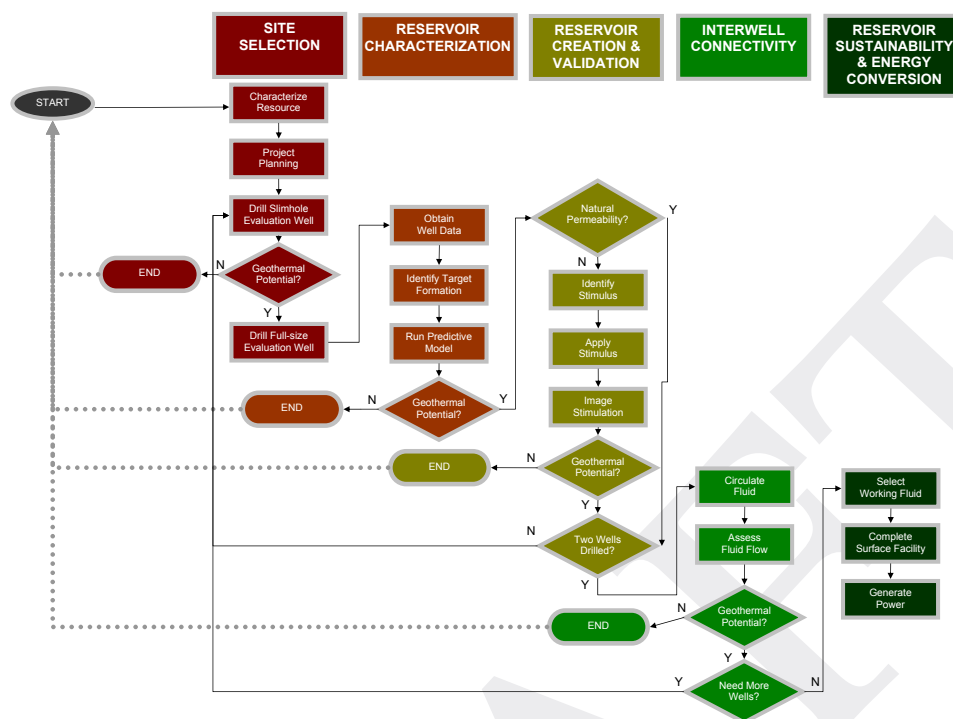 SITE
SELECTION
RESERVOIR
CHARACTERIZATION
RESERVOIR
CREATION &
VALIDATION
INTERWELL
CONNECTIVITY
RESERVOIR
SUSTAINABILITY
& ENERGY
CONVERSION
START
Characterize
Resource
Project
Planning
Drill Slimhole
Evaluation Well
Geothermal
Potential?
N
END
Y
Drill Full-size
Evaluation Well
Obtain
Well Data
Identify Target
Formation
Run Predictive
Model
Geothermal
Potential?
N
Y
END
Natural
Permeability?
Y
N
Identify
Stimulus
Apply
Stimulus
Image
Stimulation
Geothermal
Potential?
N
END
Y
Two Wells
Drilled?
N
Y
Circulate
Fluid
Assess
Fluid Flow
Geothermal
Potential?
N
END
Y
Need More
Wells?
Y
N
Select
Working Fluid
Complete
Surface Facility
Generate
Power